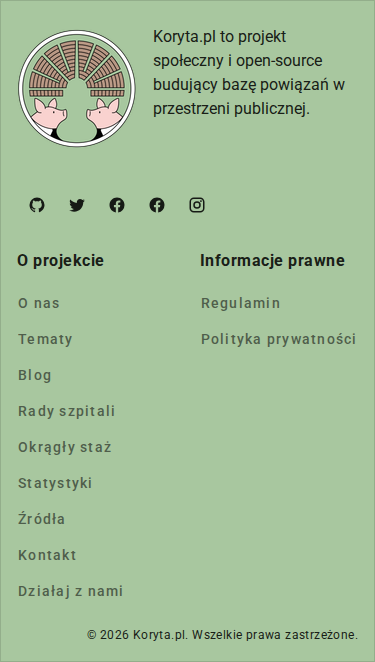 Koryta.pl to projekt
społeczny i open-source
budujący bazę powiązań w
przestrzeni publicznej.
O projekcie
O nas
Tematy
Blog
Rady szpitali
Okrągły staż
Statystyki
Źródła
Kontakt
Działaj z nami
Informacje prawne
Regulamin
Polityka prywatności
© 2026 Koryta.pl. Wszelkie prawa zastrzeżone.